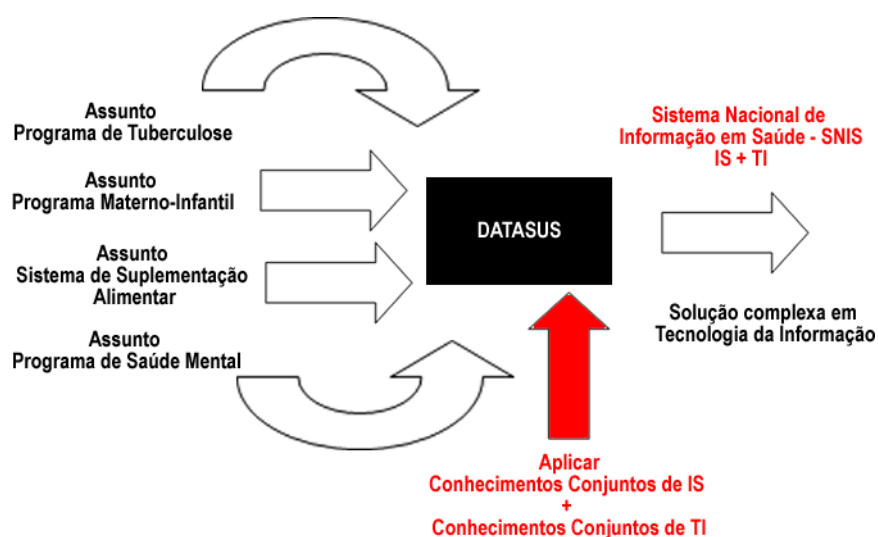 Assunto
Programa de Tuberculose
Assunto
Programa Materno-Infantil
Assunto
Sistema de Suplementação
Alimentar
Assunto
Programa de Saúde Mental
DATASUS
Sistema Nacional de
Informação em Saúde - SNIS
IS + TI
Solução complexa em
Tecnologia da Informação
Aplicar
Conhecimentos Conjuntos de IS
+
Conhecimentos Conjuntos de TI